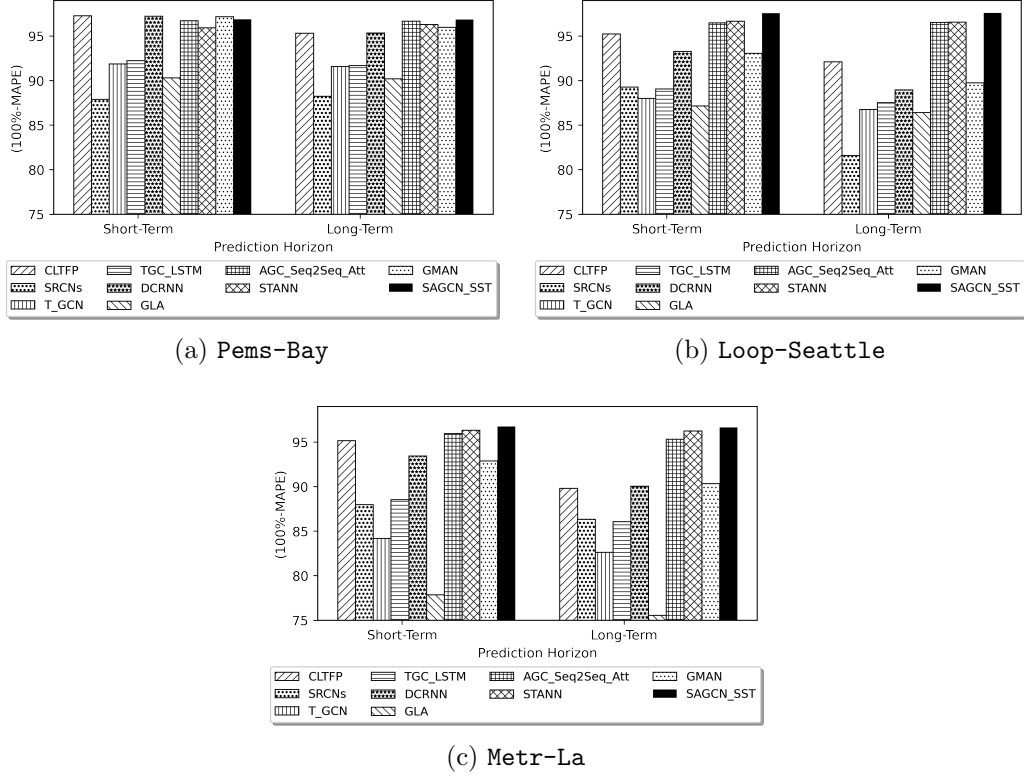 95
90
85
80
75
(100%-MAPE)
Short-Term Long-Term
Prediction Horizon
CLTFP TGC_LSTM AGC_Seq2Seq_Att GMAN
SRCNs DCRNN STANN SAGCN_SST
T_GCN GLA
(a) Pems-Bay
95
90
85
80
75
(100%-MAPE)
Short-Term Long-Term
Prediction Horizon
CLTFP TGC_LSTM AGC_Seq2Seq_Att GMAN
SRCNs DCRNN STANN SAGCN_SST
T_GCN GLA
(b) Loop-Seattle
95
90
85
80
75
(100%-MAPE)
Short-Term Long-Term
Prediction Horizon
CLTFP TGC_LSTM AGC_Seq2Seq_Att GMAN
SRCNs DCRNN STANN SAGCN_SST
T_GCN GLA
(c) Metr-La